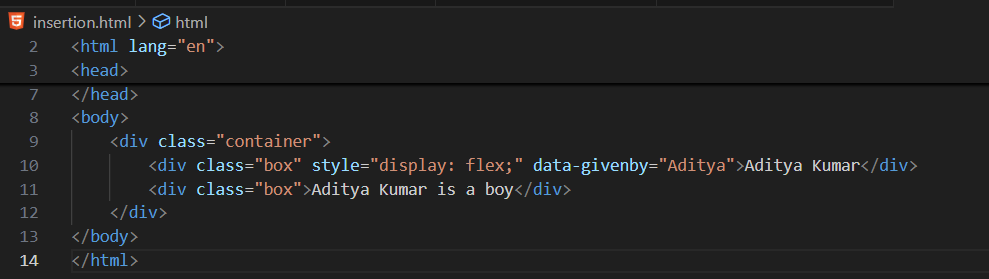 insertion.html > html
2 <html lang="en">
3 <head>
7 </head>
8 <body>
9 <div class="container">
10 <div class="box" style="display: flex;" data-givenby="Aditya">Aditya Kumar</div>
11 <div class="box">Aditya Kumar is a boy</div>
12 </div>
13 </body>
14 </html>